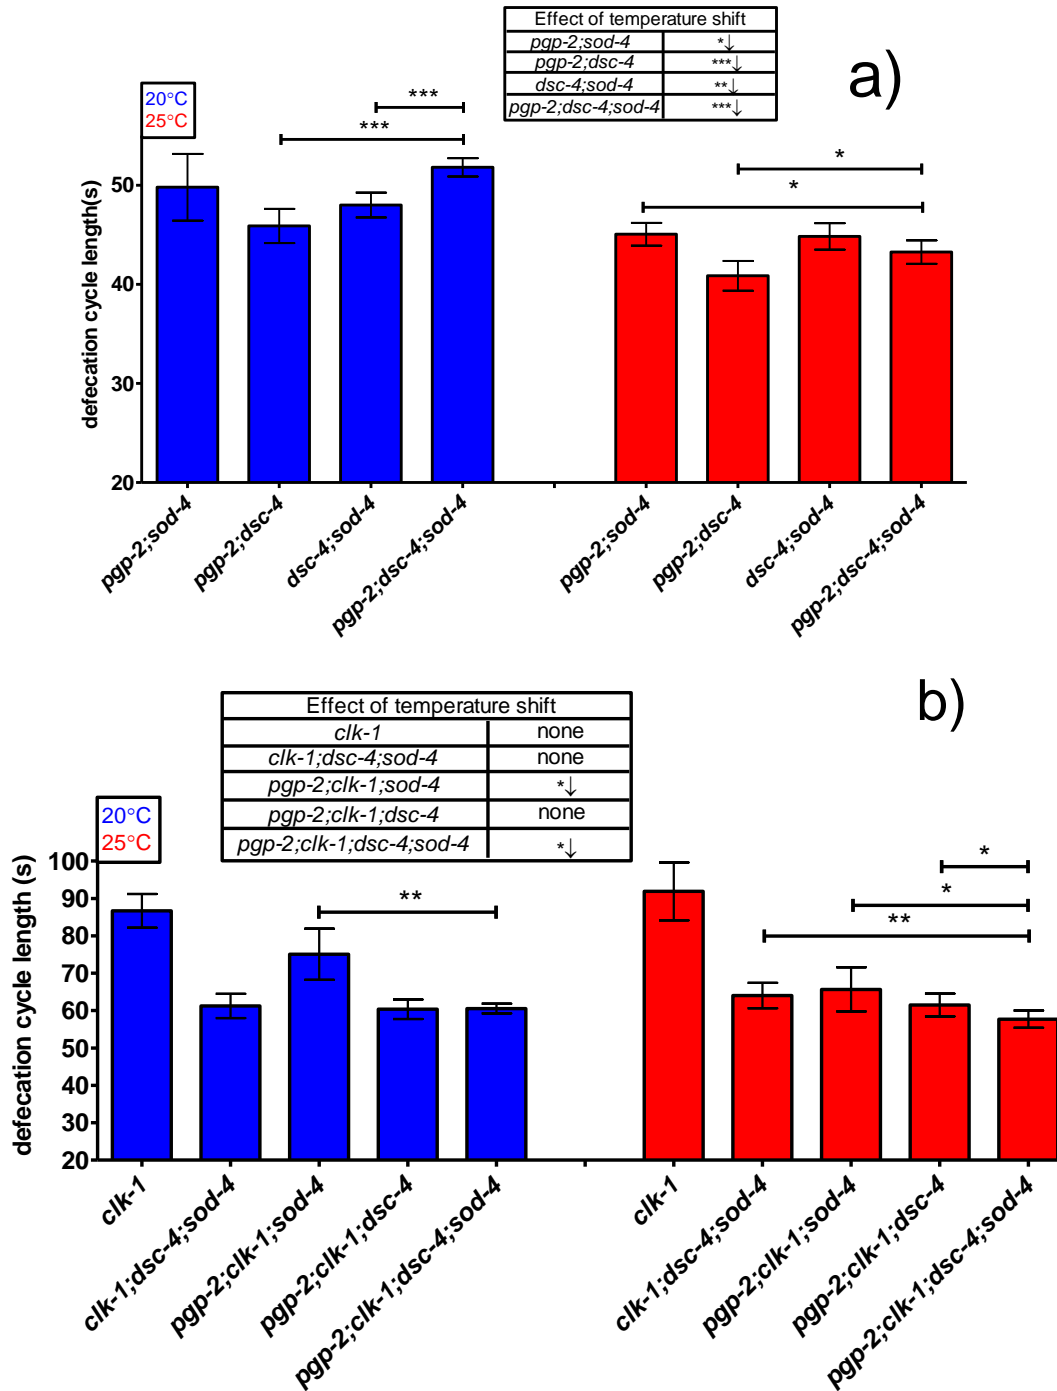 Effect of temperature shift
pgp-2;sod-4 *↓
pgp-2;dsc-4 ***↓
dsc-4;sod-4 **↓
pgp-2;dsc-4;sod-4 ***↓
a)
20°C
25°C
***
***
*
*
defecation cycle length(s)
50
40
30
20
pgp-2;sod-4
pgp-2;dsc-4
dsc-4;sod-4
pgp-2;dsc-4;sod-4
pgp-2;sod-4
pgp-2;dsc-4
dsc-4;sod-4
pgp-2;dsc-4;sod-4
b)
Effect of temperature shift
clk-1 none
clk-1;dsc-4;sod-4 none
pgp-2;clk-1;sod-4 *↓
pgp-2;clk-1;dsc-4 none
pgp-2;clk-1;dsc-4;sod-4 *↓
20°C
25°C
**
*
*
**
defecation cycle length (s)
100
90
80
70
60
50
40
30
20
clk-1
clk-1;dsc-4;sod-4
pgp-2;clk-1;sod-4
pgp-2;clk-1;dsc-4
pgp-2;clk-1;dsc-4;sod-4
clk-1
clk-1;dsc-4;sod-4
pgp-2;clk-1;sod-4
pgp-2;clk-1;dsc-4
pgp-2;clk-1;dsc-4;sod-4